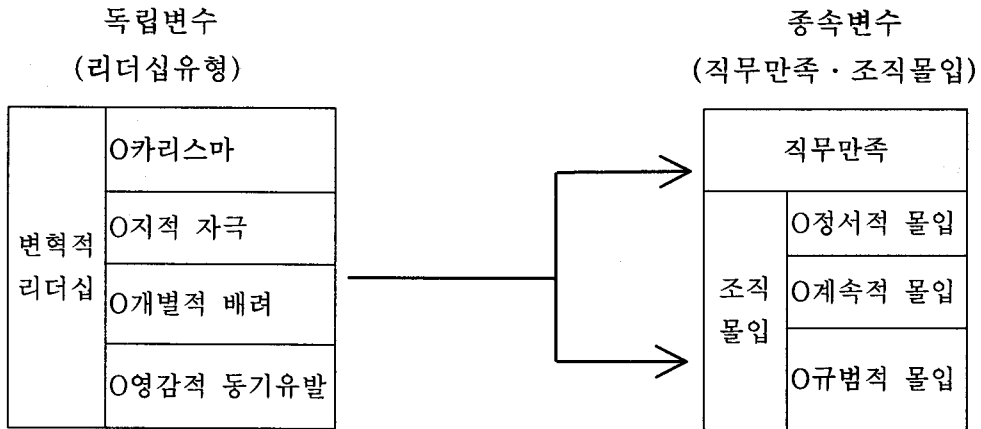 독립변수
(리더십유형)
변혁적
리더십
O카리스마
O지적 자극
O개별적 배려
O영감적 동기유발
종속변수
(직무만족·조직몰입)
직무만족
조직
몰입
O정서적 몰입
O계속적 몰입
O규범적 몰입